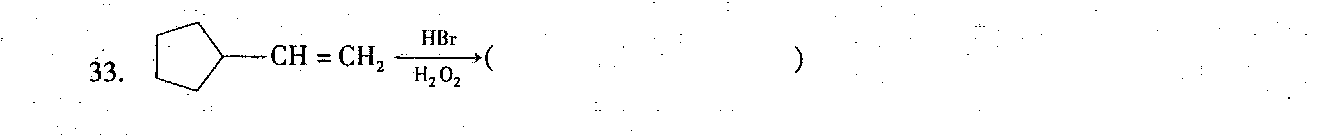 33. —CH=CH₂ HBr/H₂O₂ →( )